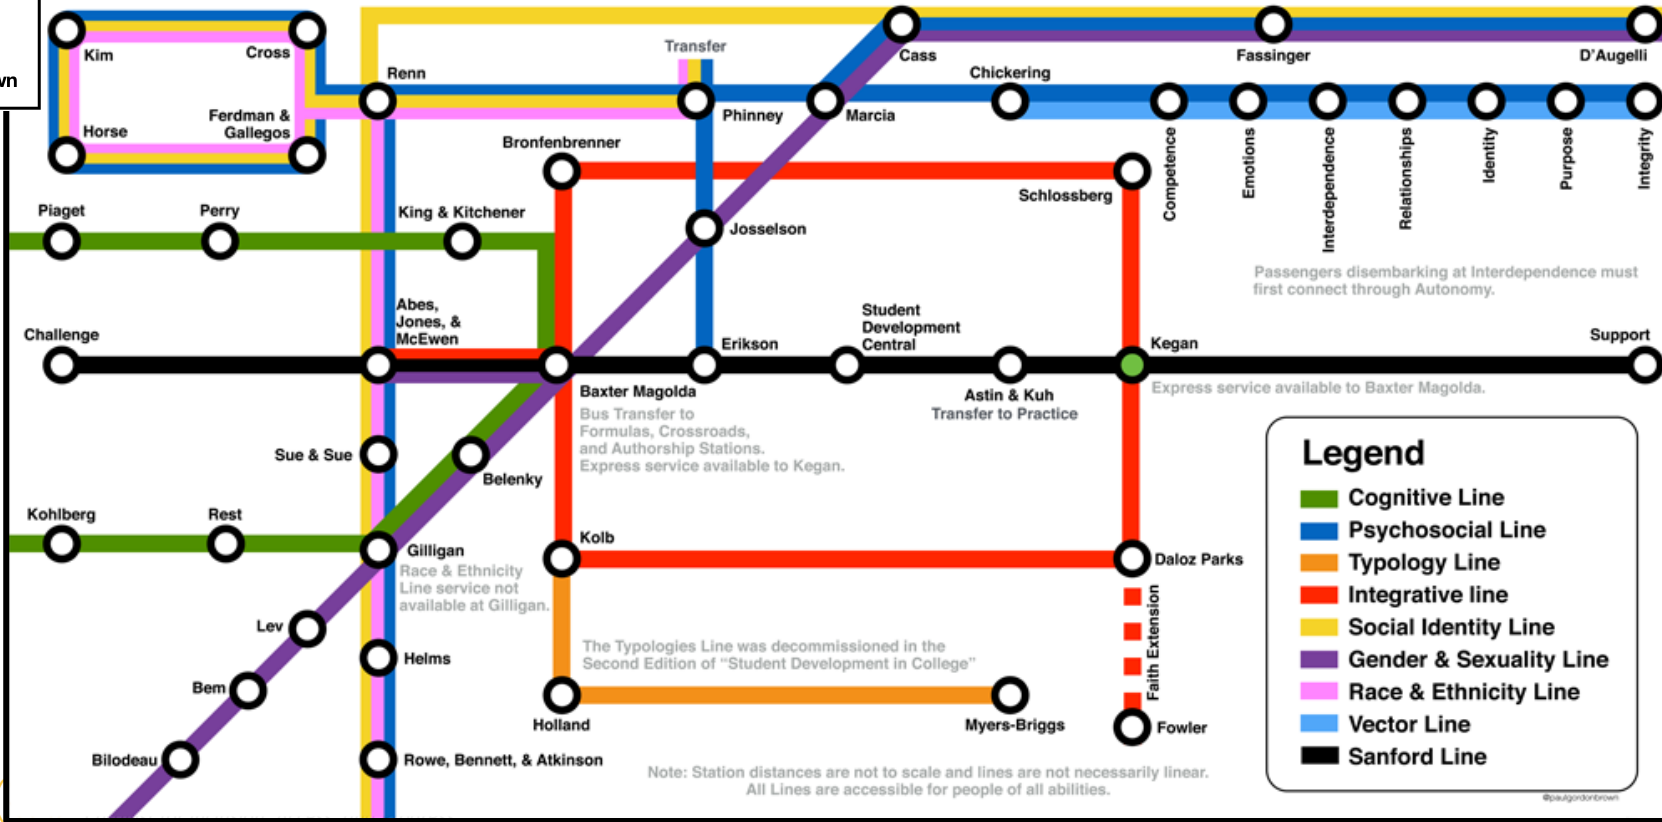 wn
Kim
Cross
Horse
Ferdman &
Gallegos
Renn
Transfer
Phinney
Marcia
Cass
Fassinger
D'Augelli
Chickering
Competence
Emotions
Interdependence
Relationships
Identity
Purpose
Integrity
Passengers disembarking at Interdependence must
first connect through Autonomy.
Bronfenbrenner
Schlossberg
Piaget
Perry
King & Kitchener
Josselson
Challenge
Abes,
Jones, &
McEwen
Baxter Magolda
Bus Transfer to
Formulas, Crossroads,
and Authorship Stations.
Express service available to Kegan.
Erikson
Student
Development
Central
Astin & Kuh
Transfer to Practice
Kegan
Express service available to Baxter Magolda.
Support
Sue & Sue
Belenky
Kohlberg
Rest
Gilligan
Race & Ethnicity
Line service not
available at Gilligan.
Kolb
Daloz Parks
Faith Extension
Fowler
Lev
Helms
Bem
Bilodeau
Rowe, Bennett, & Atkinson
The Typologies Line was decommissioned in the
Second Edition of “Student Development in College”
Holland
Myers-Briggs
Note: Station distances are not to scale and lines are not necessarily linear.
All Lines are accessible for people of all abilities.
Legend
Cognitive Line
Psychosocial Line
Typology Line
Integrative line
Social Identity Line
Gender & Sexuality Line
Race & Ethnicity Line
Vector Line
Sanford Line
@paulgordonbrown